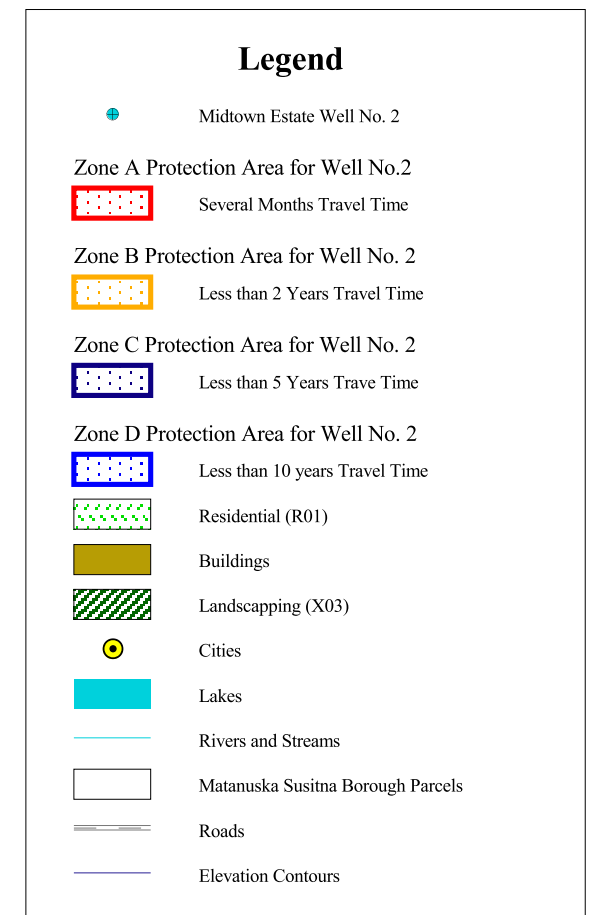 Legend
Midtown Estate Well No. 2
Zone A Protection Area for Well No.2
Several Months Travel Time
Zone B Protection Area for Well No. 2
Less than 2 Years Travel Time
Zone C Protection Area for Well No. 2
Less than 5 Years Trave Time
Zone D Protection Area for Well No. 2
Less than 10 years Travel Time
Residential (R01)
Buildings
Landscapping (X03)
Cities
Lakes
Rivers and Streams
Matanuska Susitna Borough Parcels
Roads
Elevation Contours